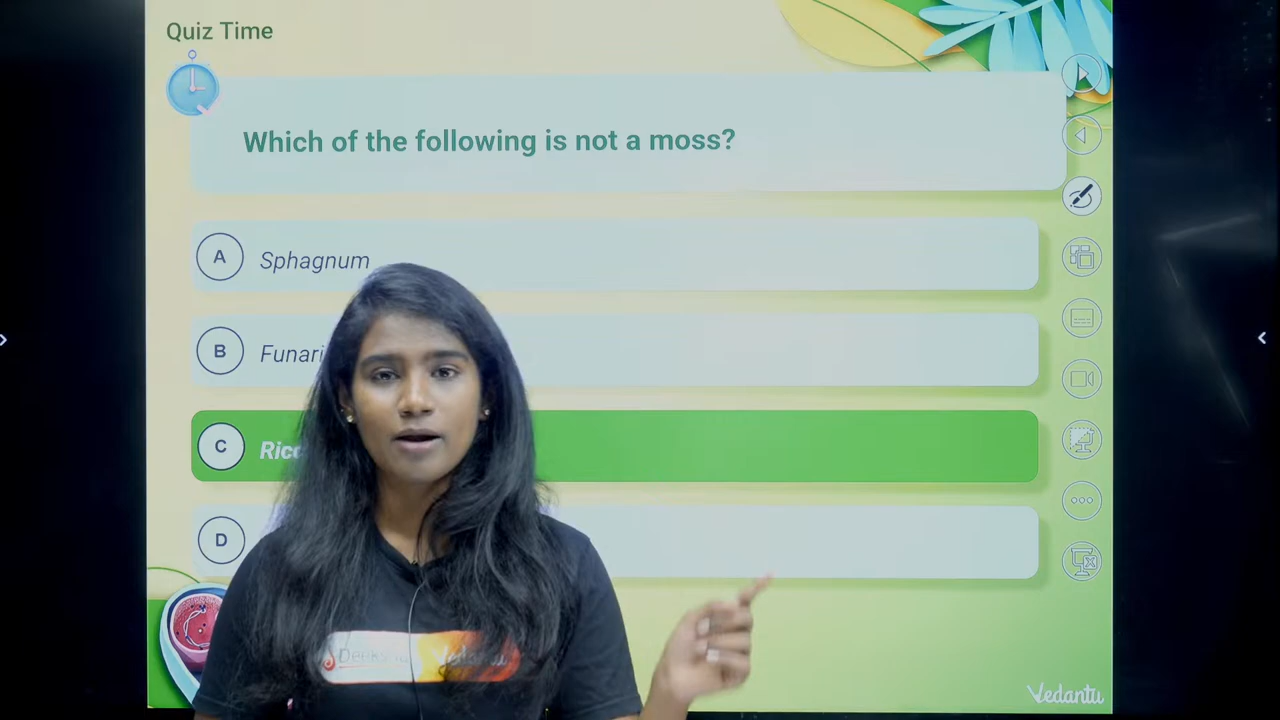 Quiz Time
Which of the following is not a moss?
A
Sphagnum
B
Funari
C
Ricc
D
Vedantu